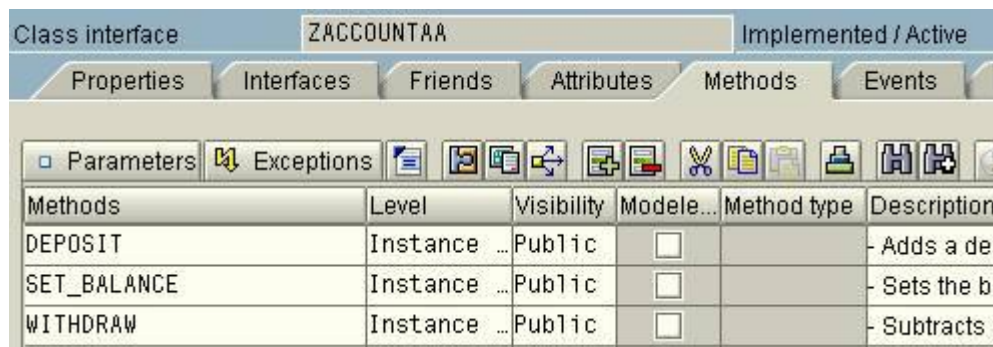 Class interface ZACCOUNTAA Implemented / Active
Properties Interfaces Friends Attributes Methods Events
Parameters Exceptions
Methods Level Visibility Modele... Method type Description
DEPOSIT Instance ... Public - Adds a de
SET_BALANCE Instance ... Public - Sets the b
WITHDRAW Instance ... Public - Subtracts